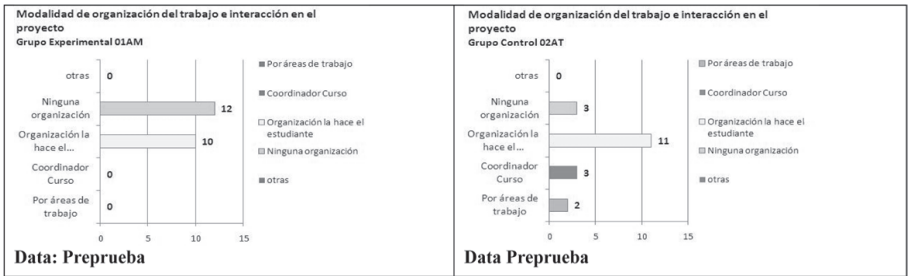 Modalidad de organización del trabajo e interacción en el
proyecto
Grupo Experimental 01AM
otras
0
Ninguna
organización
12
Organización la
hace el...
10
Coordinador
Curso
0
Por áreas de
trabajo
0
0
5
10
15
Por áreas de trabajo
Coordinador Curso
Organización la hace el
estudiante
Ninguna organización
otras
Data: Preprueba
Modalidad de organización del trabajo e interacción en el
proyecto
Grupo Control 02AT
otras
0
Ninguna
organización
3
Organización la
hace el...
11
Coordinador
Curso
3
Por áreas de
trabajo
2
0
5
10
15
Por áreas de trabajo
Coordinador Curso
Organización la hace el
estudiante
Ninguna organización
otras
Data Preprueba